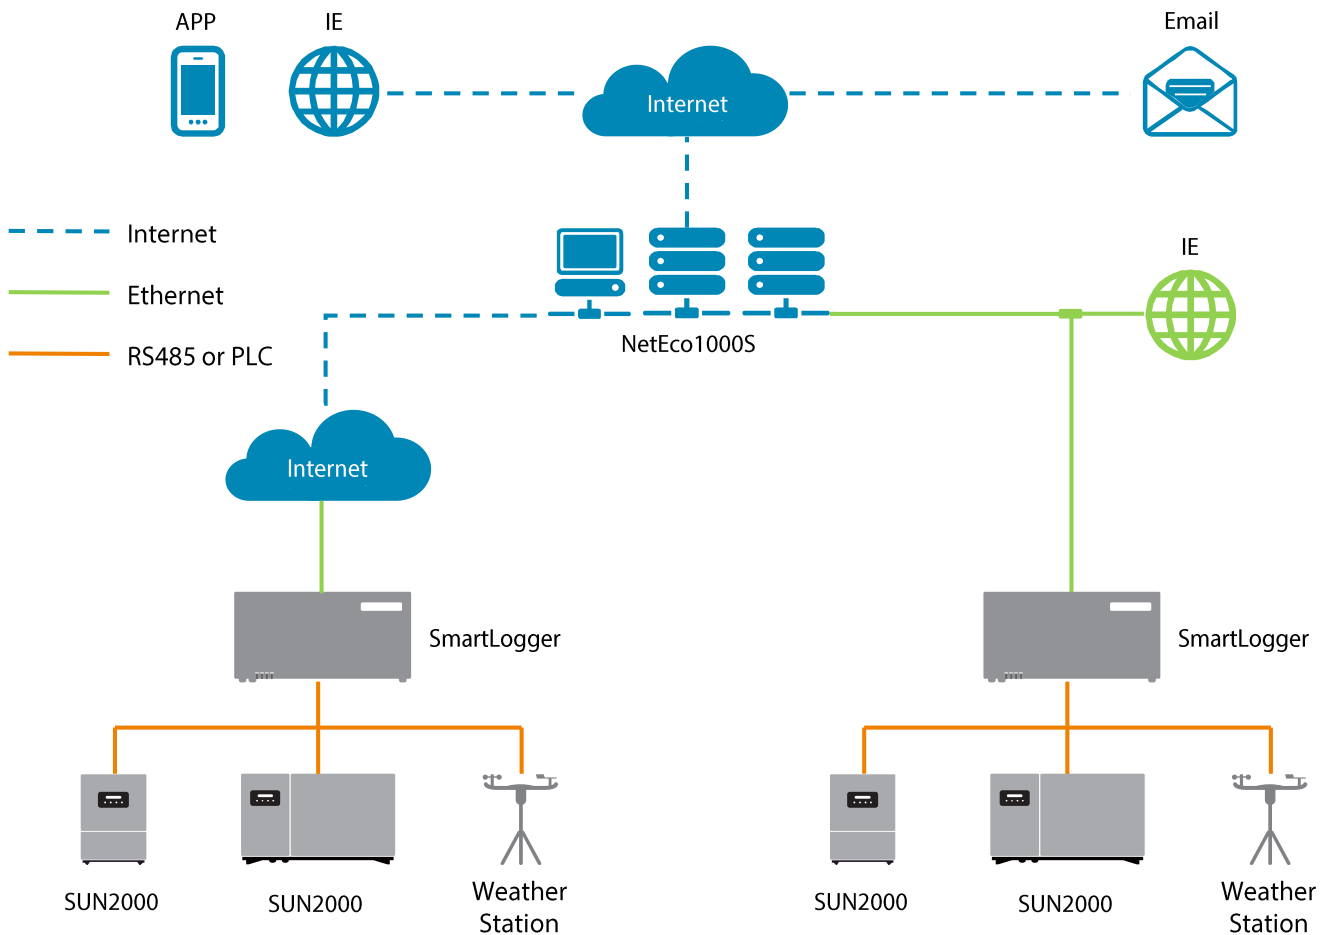 APP
IE
Email
Internet
Internet
Ethernet
RS485 or PLC
IE
NetEco1000S
Internet
SmartLogger
SmartLogger
SUN2000
SUN2000
Weather
Station
SUN2000
SUN2000
Weather
Station